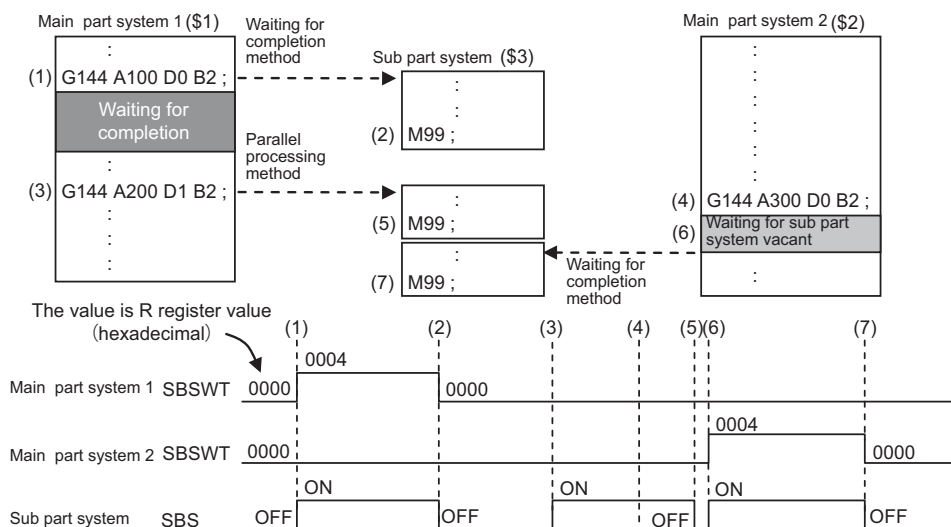 Main part system 1 ($1)
:
(1) G144 A100 D0 B2 ;
Waiting for
completion
:
(3) G144 A200 D1 B2 ;
:
:
:
Waiting for
completion
method
Parallel
processing
method
Sub part system ($3)
:
:
(2) M99 ;
:
(5) M99 ;
:
(7) M99 ;
Waiting for
completion
method
Main part system 2 ($2)
:
:
:
:
:
(4) G144 A300 D0 B2 ;
(6) Waiting for sub part
system vacant
:
The value is R register value
(hexadecimal)
(1) (2) (3) (4) (5)(6) (7)
Main part system 1 SBSWT 0000 0004 0000
Main part system 2 SBSWT 0000 0004 0000
Sub part system SBS OFF ON OFF ON OFF ON OFF